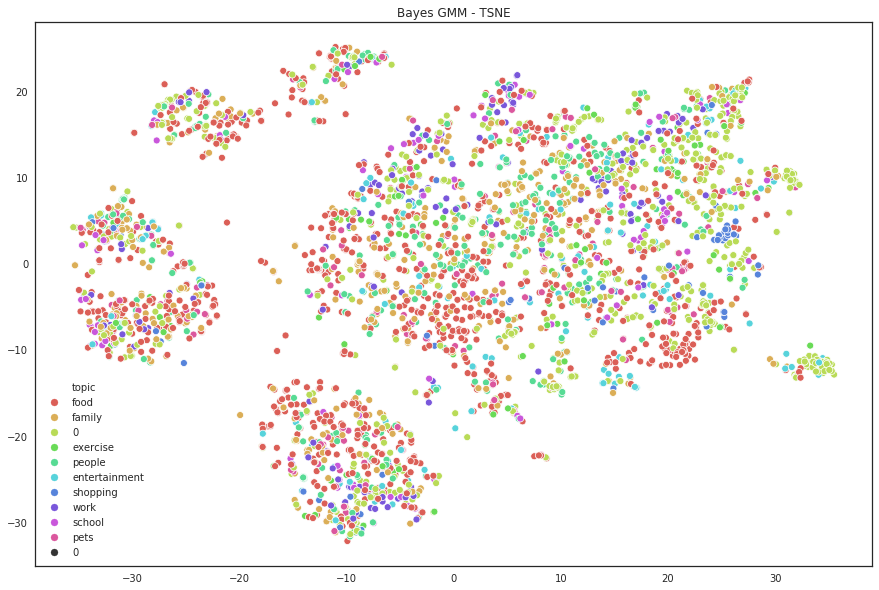 Bayes GMM - TSNE
20
10
0
−10
−20
−30
topic
food
family
0
exercise
people
entertainment
shopping
work
school
pets
0
−30
−20
−10
0
10
20
30